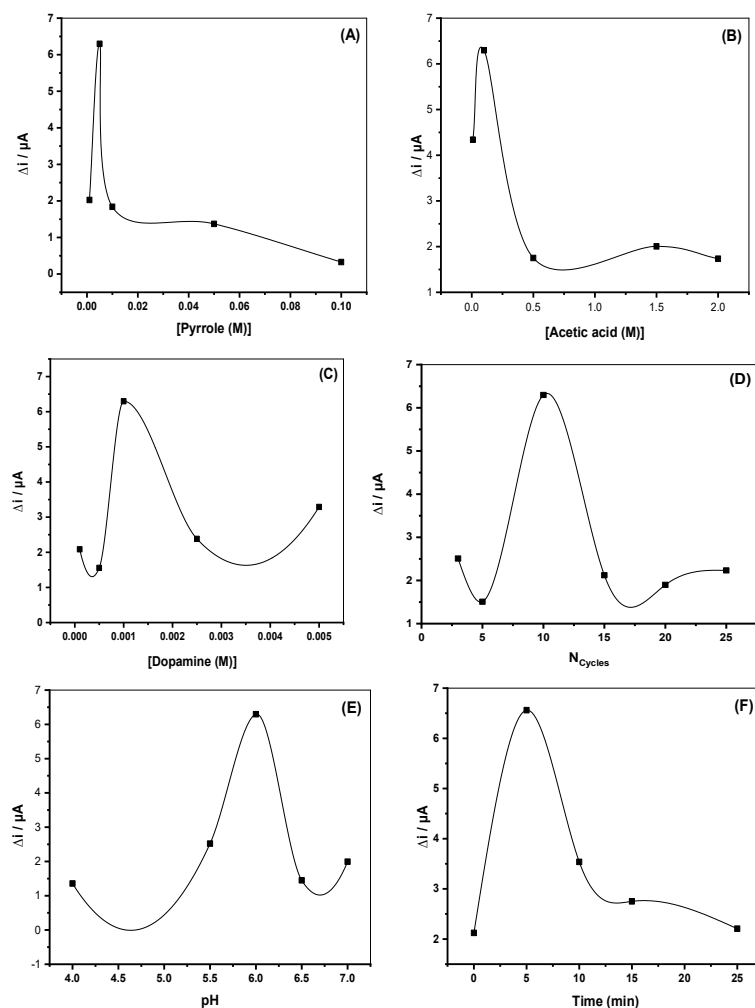 (A)
Δi / µA
7
6
5
4
3
2
1
0
0.00 0.02 0.04 0.06 0.08 0.10
[Pyrrole (M)]
(B)
Δi / µA
7
6
5
4
3
2
1
0.0 0.5 1.0 1.5 2.0
[Acetic acid (M)]
(C)
Δi / µA
7
6
5
4
3
2
1
0
0.000 0.001 0.002 0.003 0.004 0.005
[Dopamine (M)]
(D)
Δi / µA
7
6
5
4
3
2
1
0 5 10 15 20 25
NCycles
(E)
Δi / µA
7
6
5
4
3
2
1
0
-1
4.0 4.5 5.0 5.5 6.0 6.5 7.0
pH
(F)
Δi / µA
7
6
5
4
3
2
0 5 10 15 20 25
Time (min)